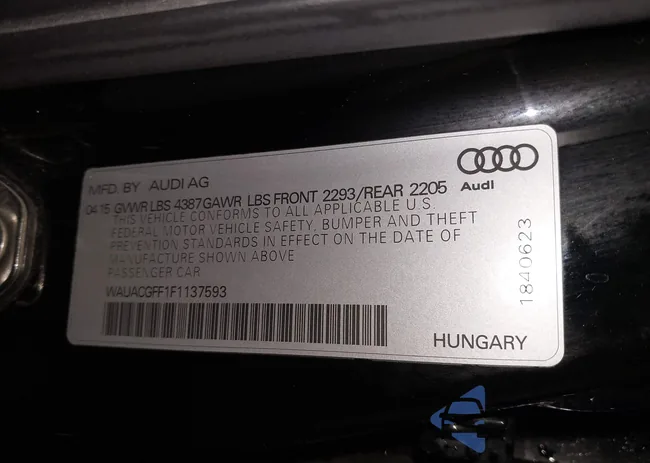 MFD. BY AUDI AG
Audi
04 15 GVWR LBS 4387 GAWR LBS FRONT 2293/REAR 2205
THIS VEHICLE CONFORMS TO ALL APPLICABLE U.S.
FEDERAL MOTOR VEHICLE SAFETY, BUMPER AND THEFT
PREVENTION STANDARDS IN EFFECT ON THE DATE OF
MANUFACTURE SHOWN ABOVE
PASSENGER CAR
WAUACGFF1F1137593
1840623
HUNGARY